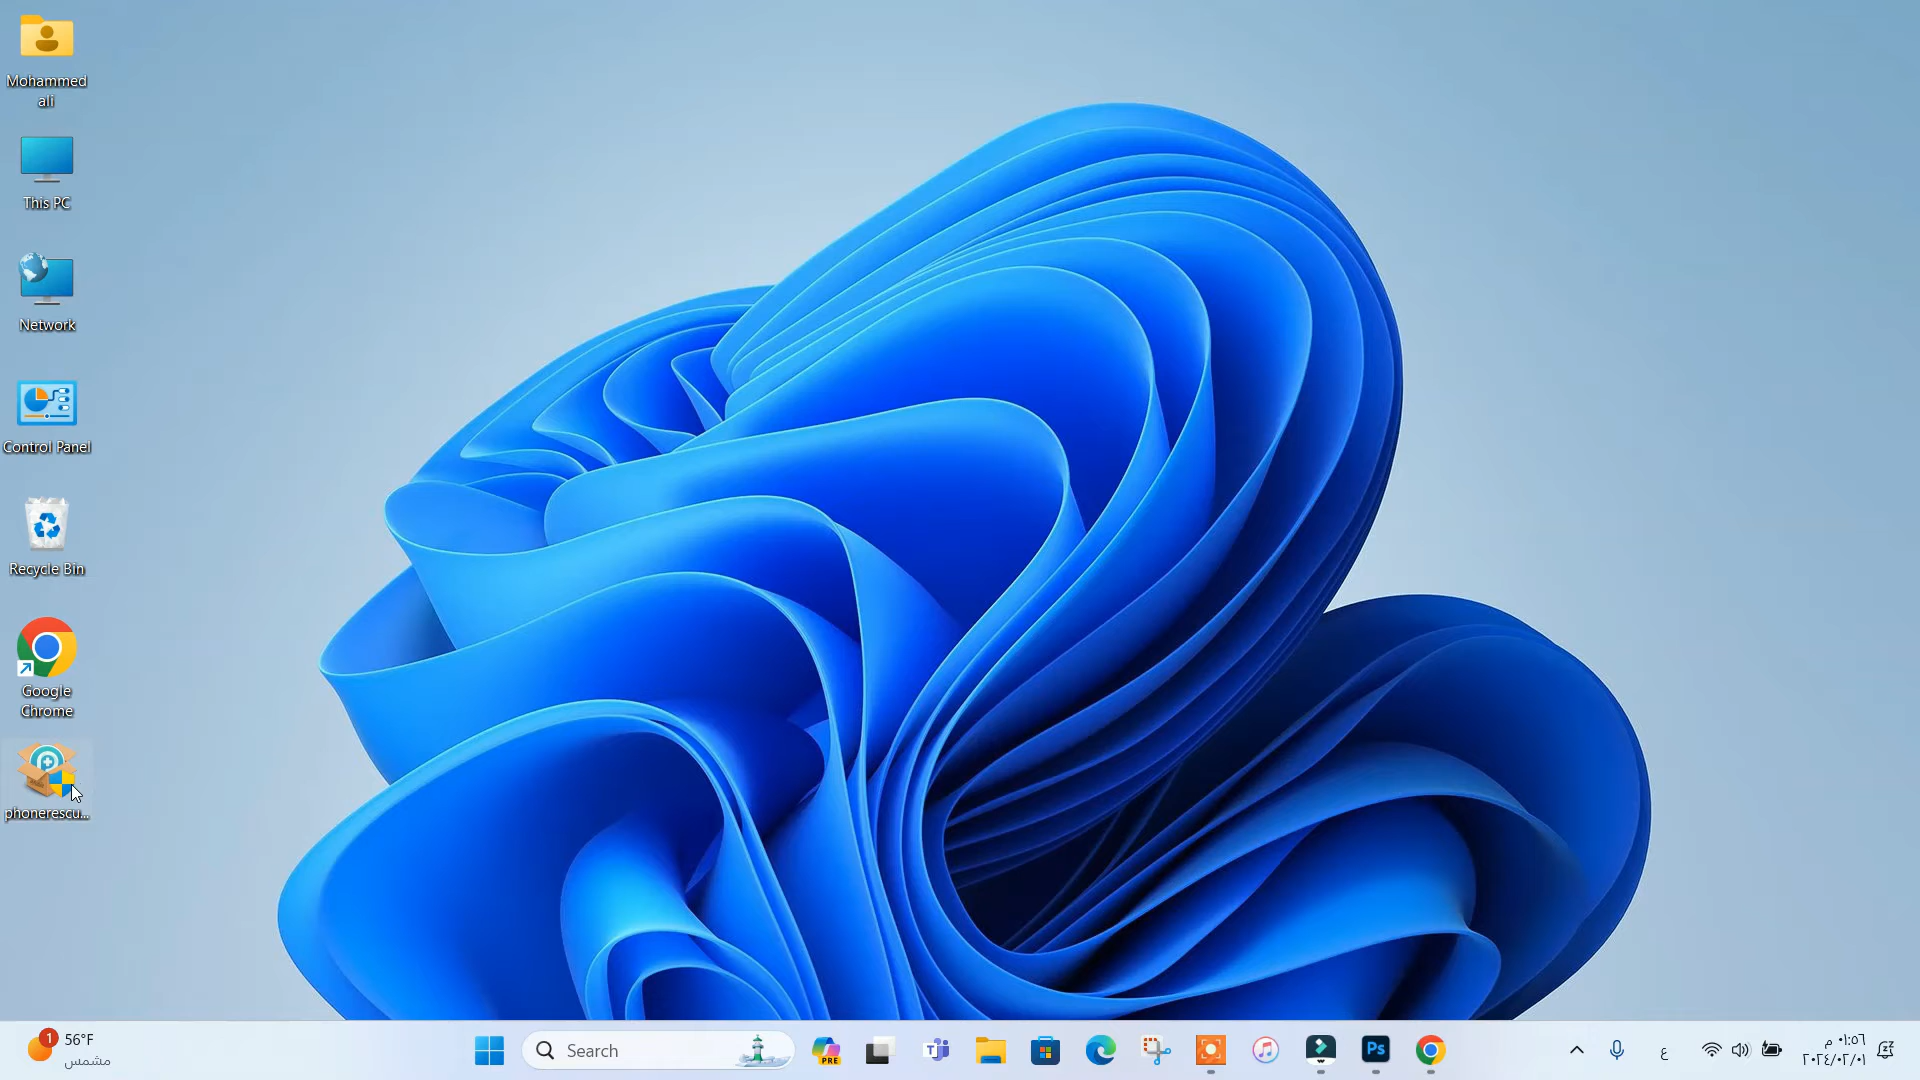 Mohammed
ali
This PC
Network
Control Panel
Recycle Bin
Google
Chrome
phonerescu...
1
56°F
مشمس
Search
PRE
T
Ps
ع
٠١:٥٦ م
٢٠٢٤/٠٢/٠١